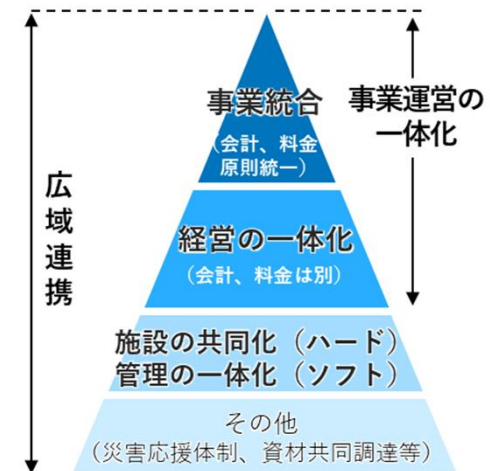 事業統合
(会計、料金
原則統一)
事業運営の
一体化
広域連携
経営の一体化
(会計、料金は別)
施設の共同化(ハード)
管理の一体化(ソフト)
その他
(災害応援体制、資材共同調達等)